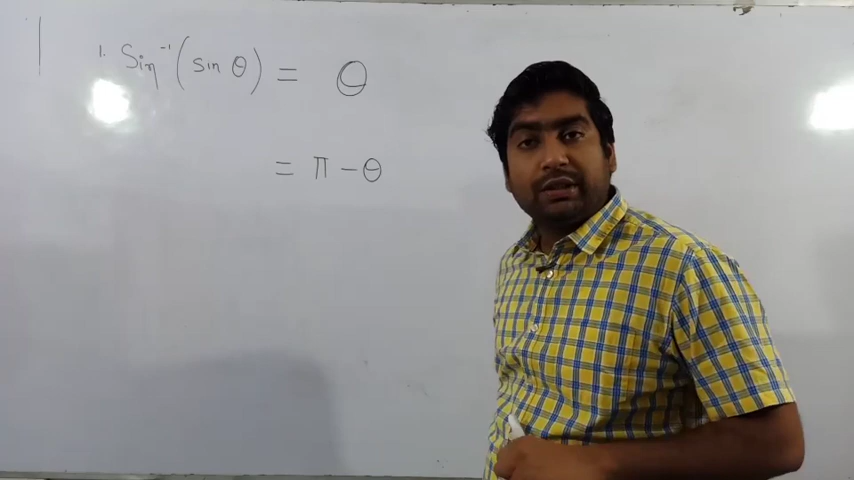 1. Sin⁻¹(sin θ) = θ
= π - θ